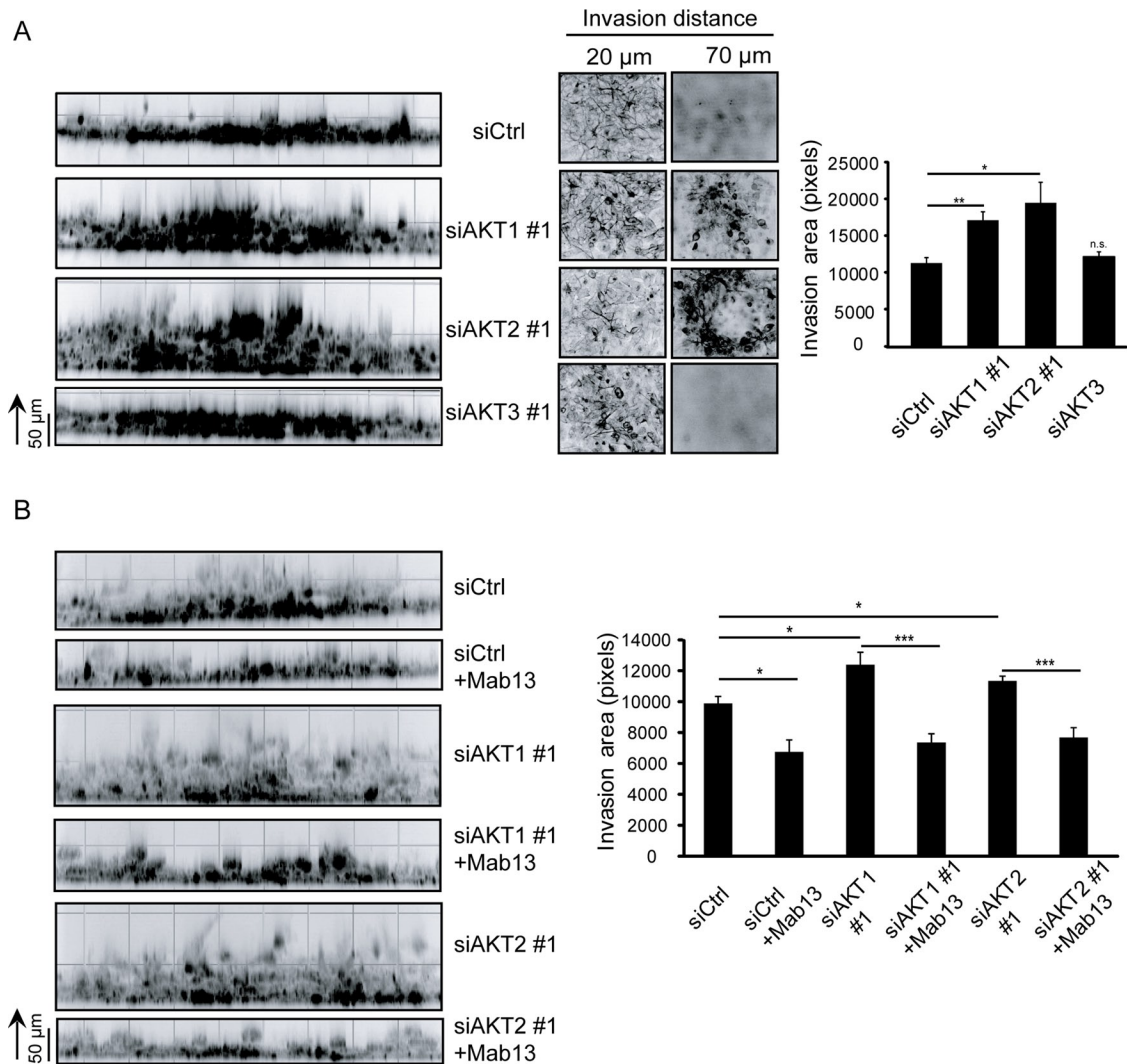 A
Invasion distance
20 µm 70 µm
siCtrl
siAKT1 #1
siAKT2 #1
siAKT3 #1
50 µm
Invasion area (pixels)
25000
20000
15000
10000
5000
0
*
**
n.s.
siCtrl
siAKT1 #1
siAKT2 #1
siAKT3
B
siCtrl
siCtrl
+Mab13
siAKT1 #1
siAKT1 #1
+Mab13
siAKT2 #1
siAKT2 #1
+Mab13
50 µm
Invasion area (pixels)
14000
12000
10000
8000
6000
4000
2000
0
*
*
***
*
***
siCtrl
siCtrl
+Mab13
siAKT1
#1
siAKT1 #1
+Mab13
siAKT2
#1
siAKT2 #1
+Mab13